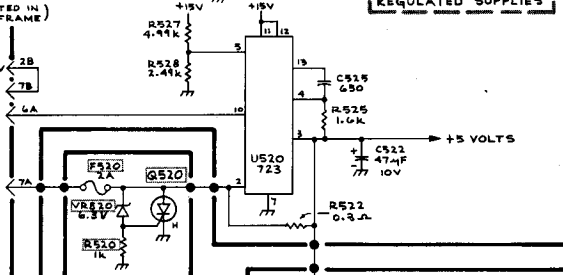 TED IN
FRAME)
+15V
+15V
REGULATED SUPPLIES
R527
4.99k
11
12
5
2B
R528
2.49k
13
C525
650
7B
4
R525
1.6k
6A
10
3
+5 VOLTS
C522
47µF
10V
+
-
U520
723
F520
2A
Q520
7A
2
VR520
6.3V
H
7
R522
0.3Ω
R520
1k